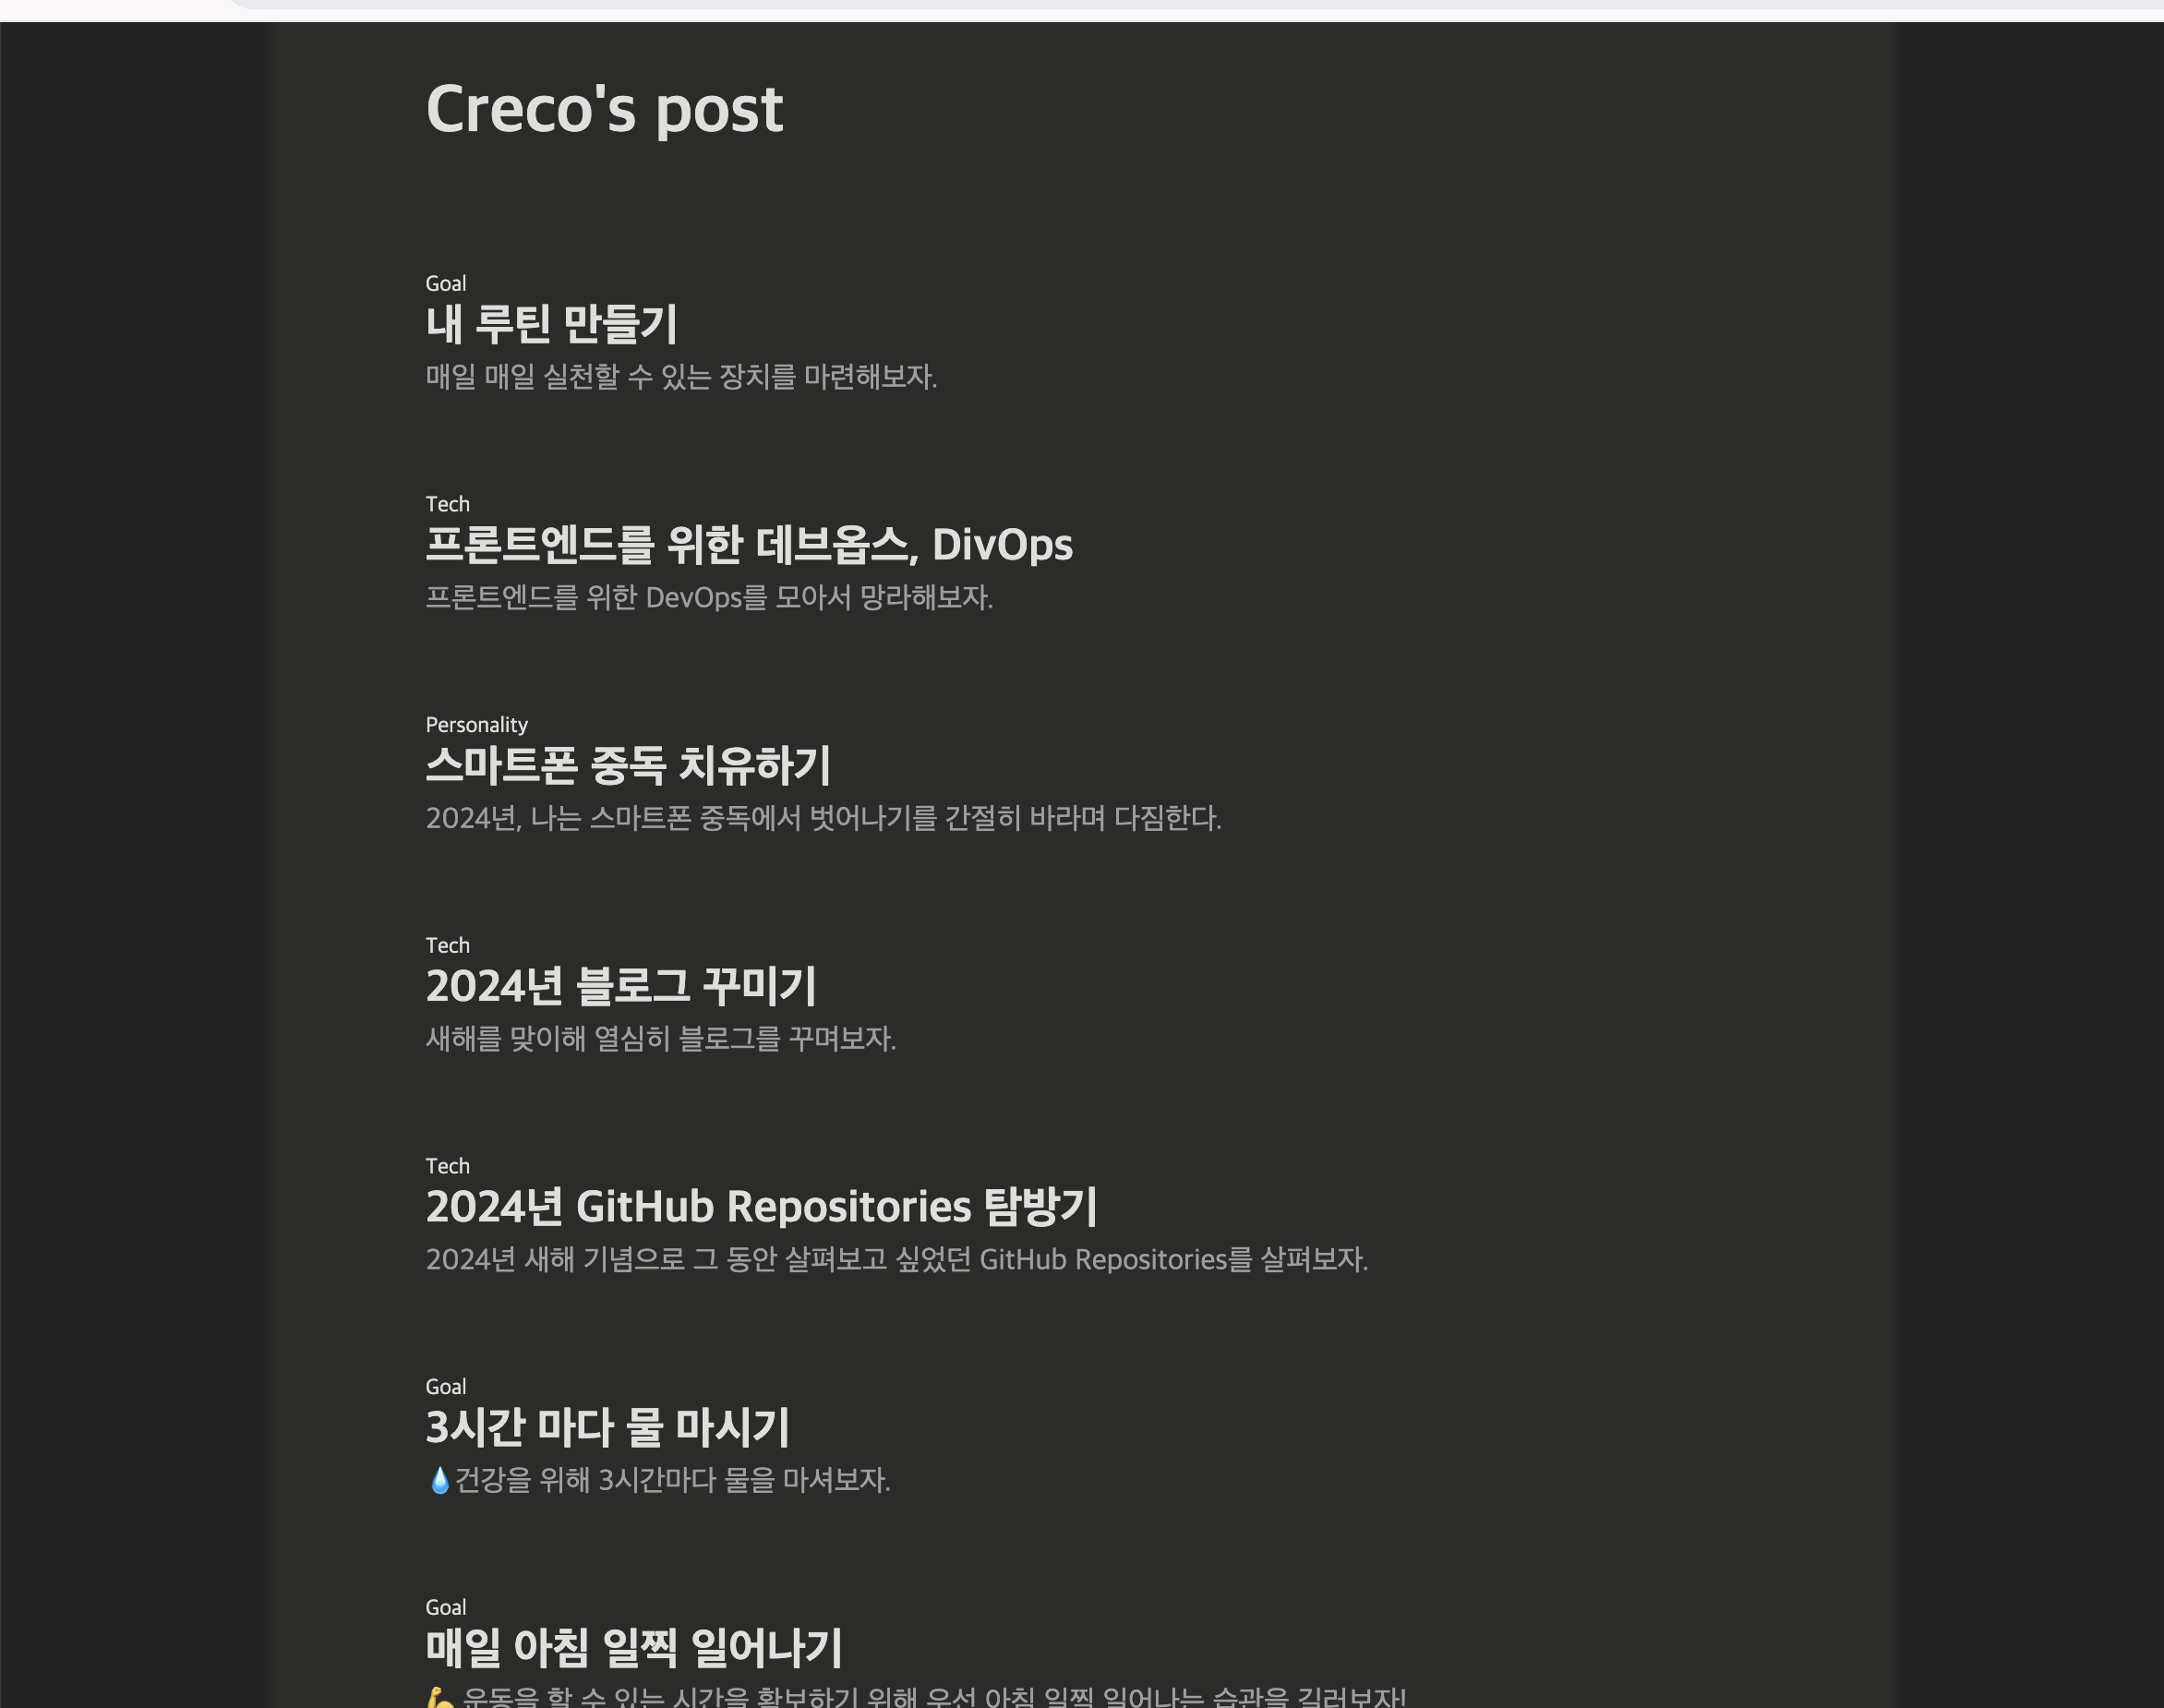 Creco's post
Goal
내 루틴 만들기
매일 매일 실천할 수 있는 장치를 마련해보자.
Tech
프론트엔드를 위한 데브옵스, DivOps
프론트엔드를 위한 DevOps를 모아서 망라해보자.
Personality
스마트폰 중독 치유하기
2024년, 나는 스마트폰 중독에서 벗어나기를 간절히 바라며 다짐한다.
Tech
2024년 블로그 꾸미기
새해를 맞이해 열심히 블로그를 꾸며보자.
Tech
2024년 GitHub Repositories 탐방기
2024년 새해 기념으로 그 동안 살펴보고 싶었던 GitHub Repositories를 살펴보자.
Goal
3시간 마다 물 마시기
💧건강을 위해 3시간마다 물을 마셔보자.
Goal
매일 아침 일찍 일어나기
💪 운동을 할 수 있는 시간을 확보하기 위해 우선 아침 일찍 일어나는 습관을 길러보자!